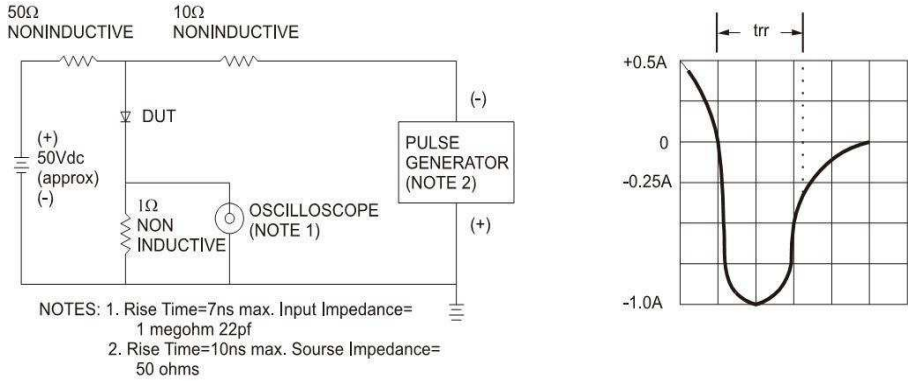 50Ω
NONINDUCTIVE
10Ω
NONINDUCTIVE
DUT
(+)
50Vdc
(approx)
(-)
1Ω
NON
INDUCTIVE
OSCILLOSCOPE
(NOTE 1)
(-)
PULSE
GENERATOR
(NOTE 2)
(+)
NOTES: 1. Rise Time=7ns max. Input Impedance=
1 megohm 22pf
2. Rise Time=10ns max. Sourse Impedance=
50 ohms
trr
+0.5A
0
-0.25A
-1.0A